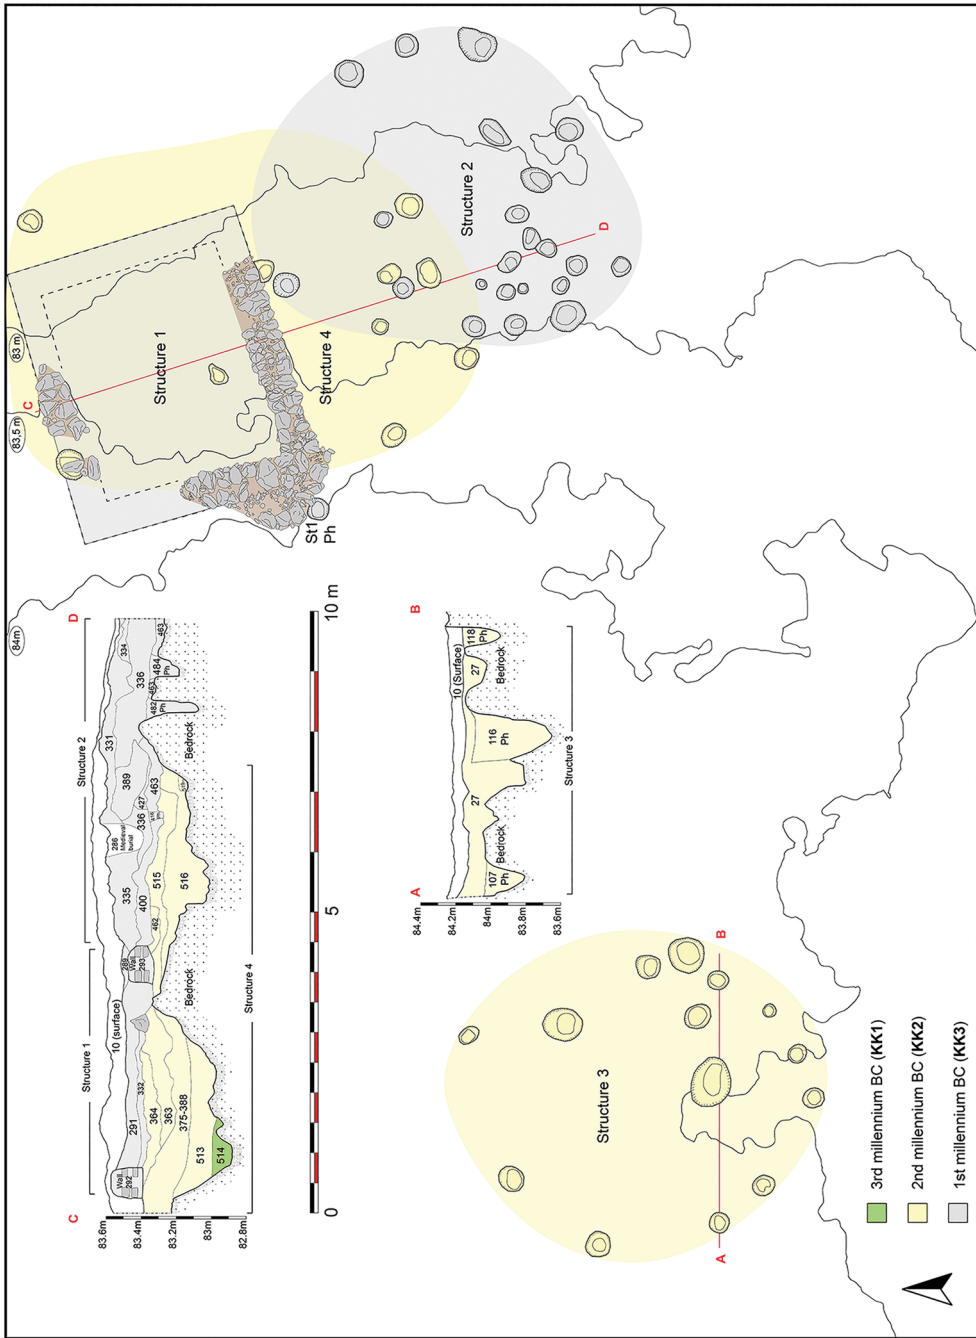 84m
83,5 m
83 m
C
Structure 1
Structure 4
Structure 2
D
St1
Ph
C
D
Structure 1
Structure 2
83.6m
83.4m
83.2m
83m
82.8m
10 (surface)
Wall
292
291
332
364
363
375-388
513
514
289
Wall
293
335
400
462
515
516
286
Medieval
burial
336
427
389
463
331
482
Ph
463
336
334
484
Ph
463
Bedrock
Bedrock
Structure 4
0
5
10 m
A
B
84.4m
84.2m
84m
83.8m
83.6m
10 (Surface)
107
Ph
Bedrock
27
116
Ph
27
118
Ph
Bedrock
Structure 3
Structure 3
A
B
3rd millennium BC (KK1)
2nd millennium BC (KK2)
1st millennium BC (KK3)